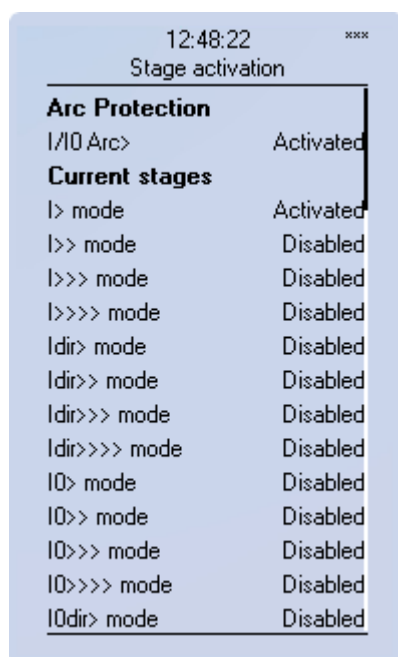 12:48:22 ***
Stage activation
Arc Protection
I/I0 Arc> Activated
Current stages
I> mode Activated
I>> mode Disabled
I>>> mode Disabled
I>>>> mode Disabled
Idir> mode Disabled
Idir>> mode Disabled
Idir>>> mode Disabled
Idir>>>> mode Disabled
I0> mode Disabled
I0>> mode Disabled
I0>>> mode Disabled
I0>>>> mode Disabled
I0dir> mode Disabled